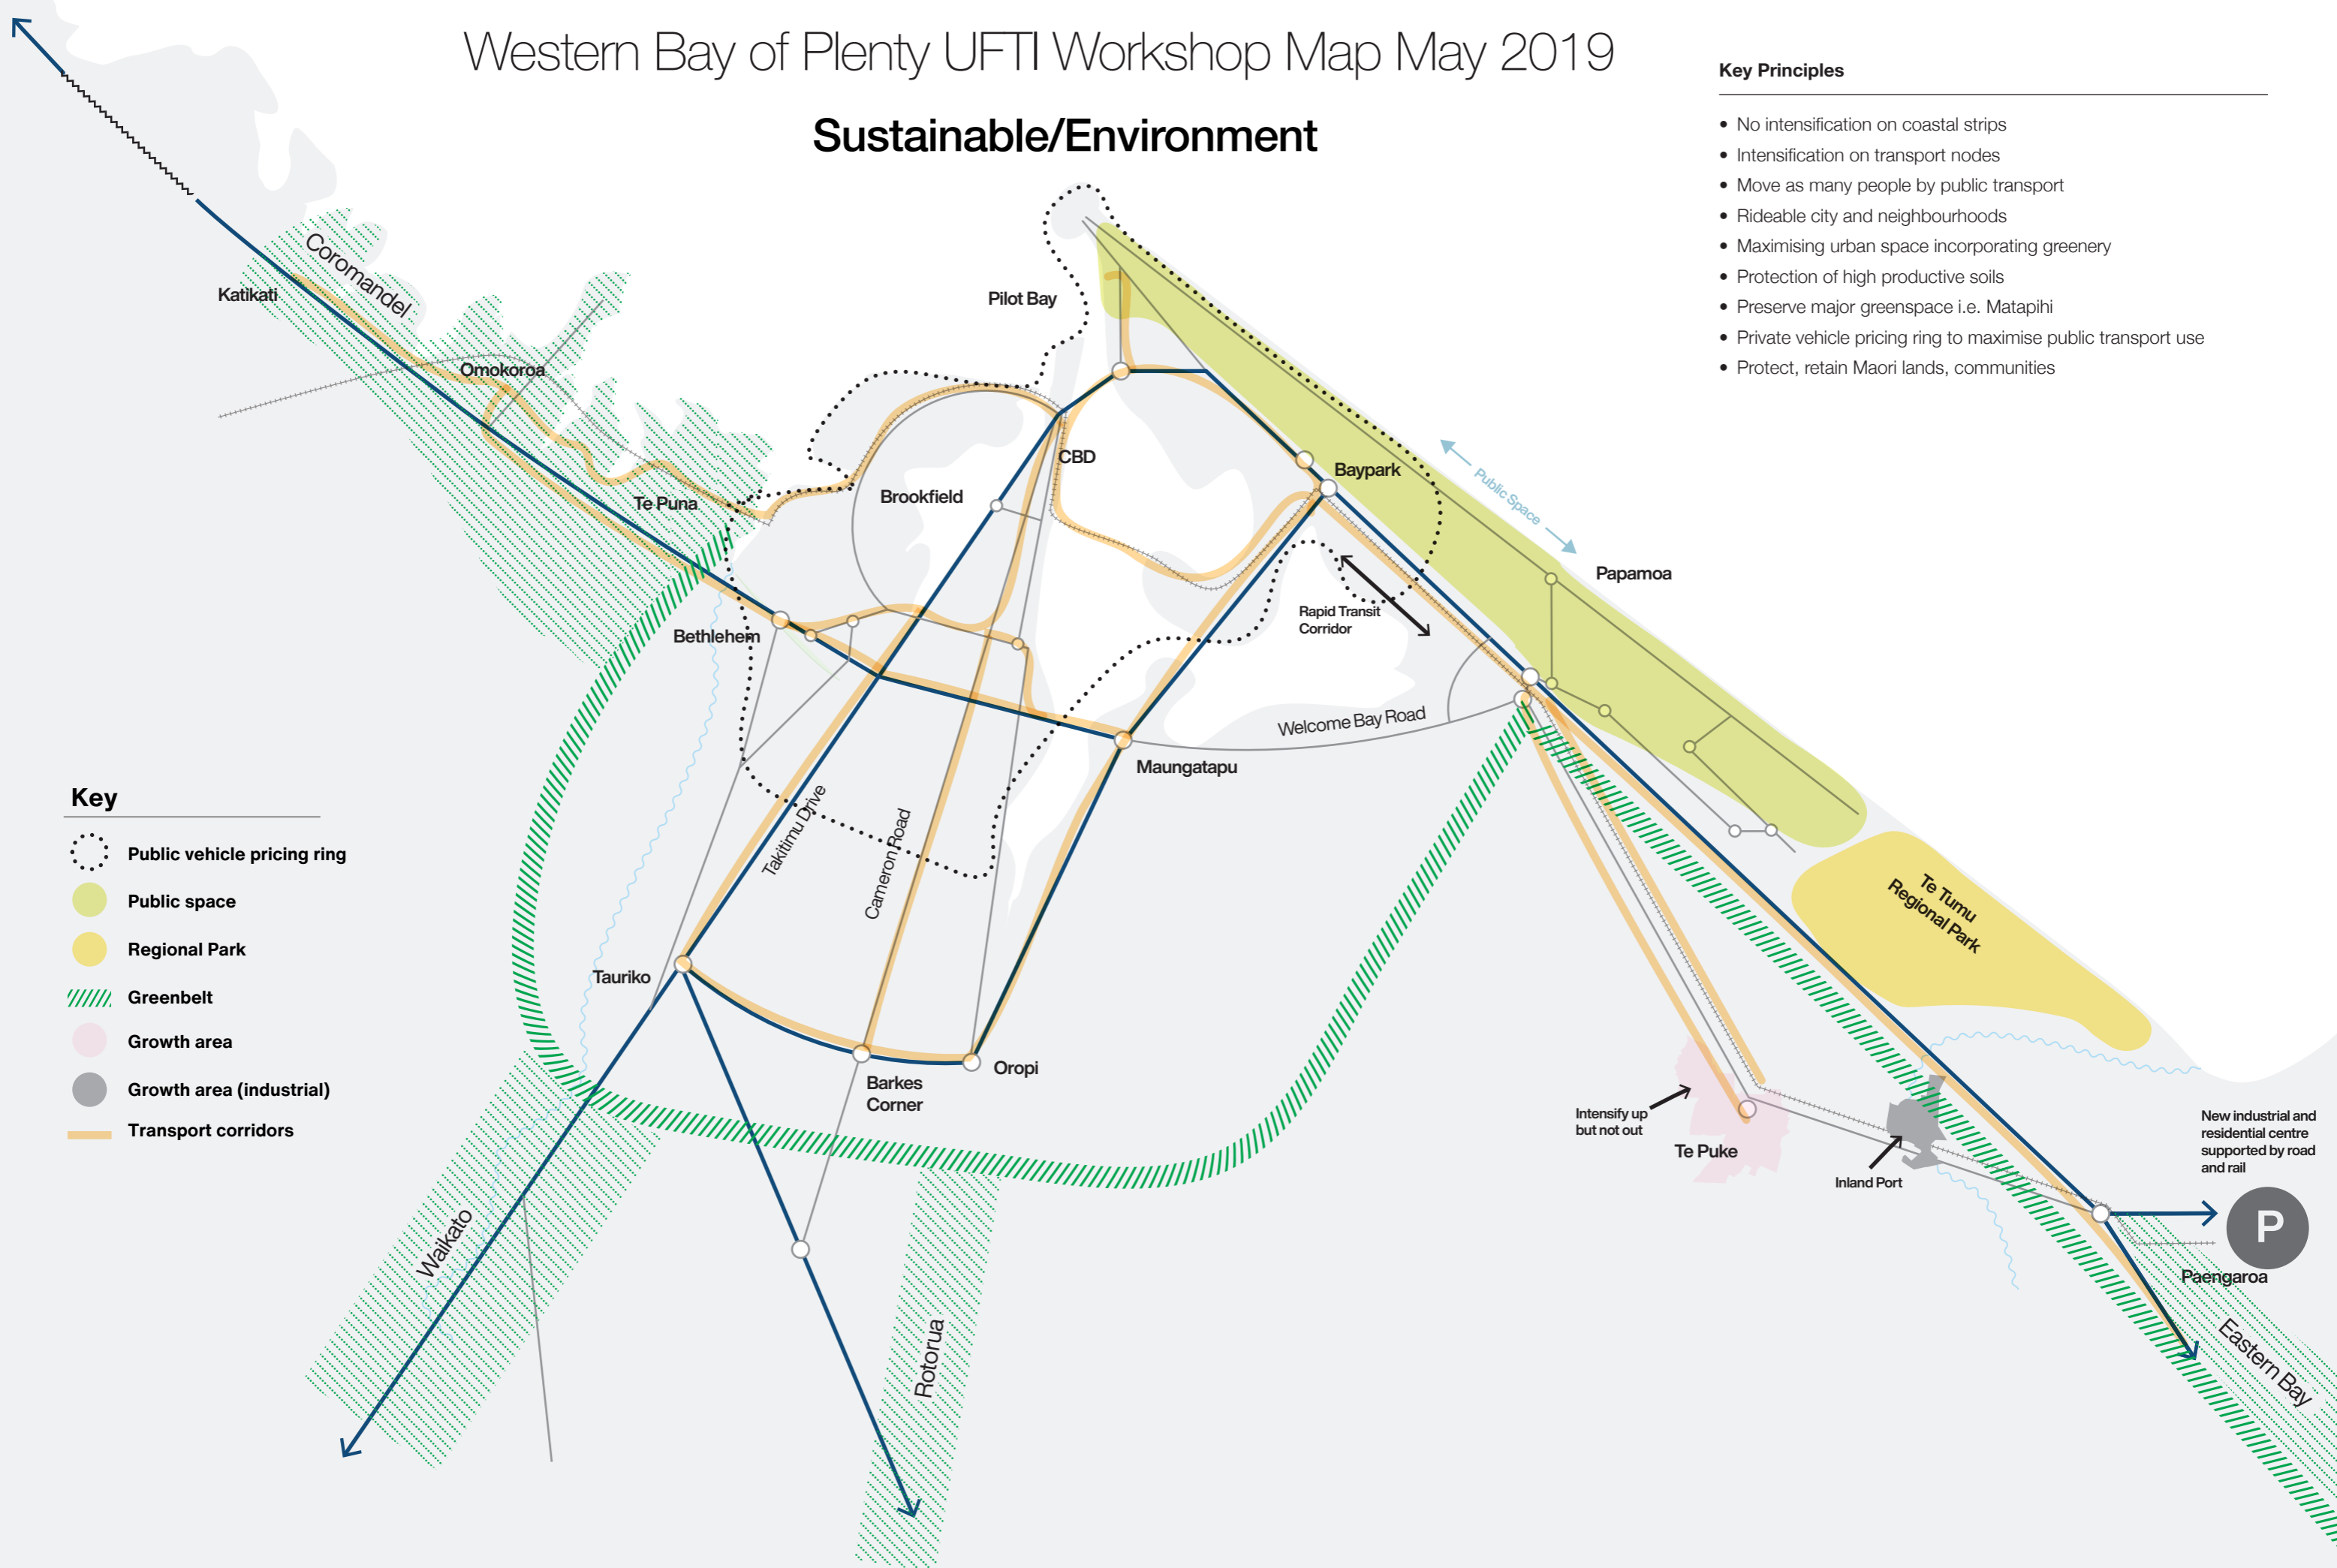 Western Bay of Plenty UFTI Workshop Map May 2019
Sustainable/Environment
Key Principles
• No intensification on coastal strips
• Intensification on transport nodes
• Move as many people by public transport
• Rideable city and neighbourhoods
• Maximising urban space incorporating greenery
• Protection of high productive soils
• Preserve major greenspace i.e. Matapihi
• Private vehicle pricing ring to maximise public transport use
• Protect, retain Maori lands, communities
Coromandel
Katikati
Pilot Bay
Omokoroa
CBD
Baypark
Brookfield
Te Puna
Public Space
Papamoa
Rapid Transit
Corridor
Bethlehem
Welcome Bay Road
Maungatapu
Takitimu Drive
Cameron Road
Te Tumu
Regional Park
Tauriko
Oropi
Barkes
Corner
Intensify up
but not out
Te Puke
Inland Port
New industrial and
residential centre
supported by road
and rail
P
Paengaroa
Eastern Bay
Waikato
Rotorua
Key
Public vehicle pricing ring
Public space
Regional Park
Greenbelt
Growth area
Growth area (industrial)
Transport corridors